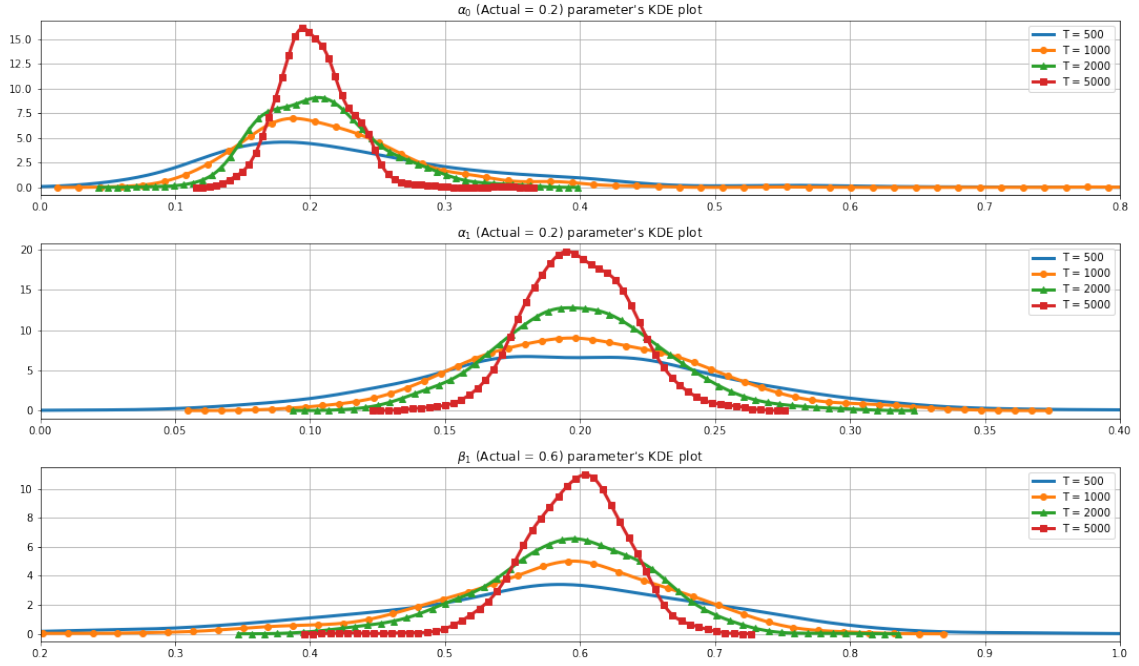 α₀ (Actual = 0.2) parameter's KDE plot
15.0
12.5
10.0
7.5
5.0
2.5
0.0
0.0 0.1 0.2 0.3 0.4 0.5 0.6 0.7 0.8
T = 500
T = 1000
T = 2000
T = 5000
α₁ (Actual = 0.2) parameter's KDE plot
20
15
10
5
0
0.00 0.05 0.10 0.15 0.20 0.25 0.30 0.35 0.40
T = 500
T = 1000
T = 2000
T = 5000
β₁ (Actual = 0.6) parameter's KDE plot
10
8
6
4
2
0
0.2 0.3 0.4 0.5 0.6 0.7 0.8 0.9 1.0
T = 500
T = 1000
T = 2000
T = 5000